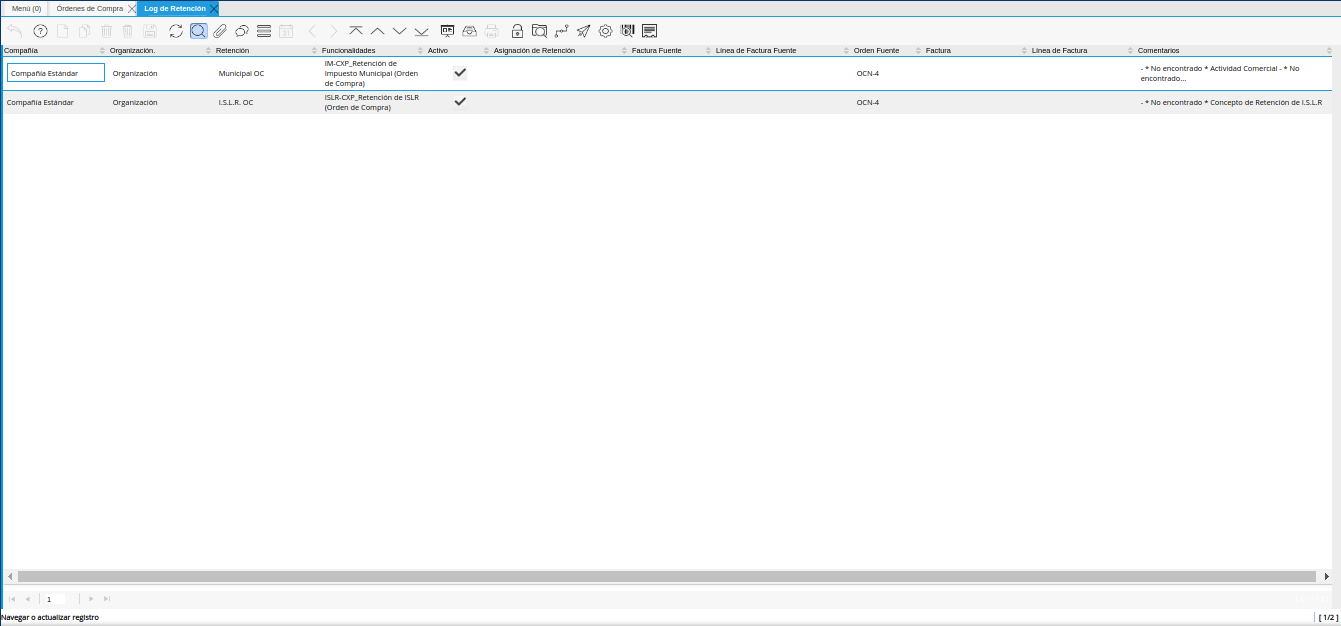 Menú (0)
Órdenes de Compra
Log de Retención
31
Compañía
Organización.
Retención
Funcionalidades
Activo
Asignación de Retención
Factura Fuente
Línea de Factura Fuente
Orden Fuente
Factura
Línea de Factura
Comentarios
Compañía Estándar
Organización
Municipal OC
IM-CXP_Retención de
Impuesto Municipal (Orden
de Compra)
OCN-4
- * No encontrado * Actividad Comercial - * No
encontrado...
Compañía Estándar
Organización
I.S.L.R. OC
ISLR-CXP_Retención de ISLR
(Orden de Compra)
OCN-4
- * No encontrado * Concepto de Retención de I.S.L.R
1
Navegar o actualizar registro
[ 1/2 ]